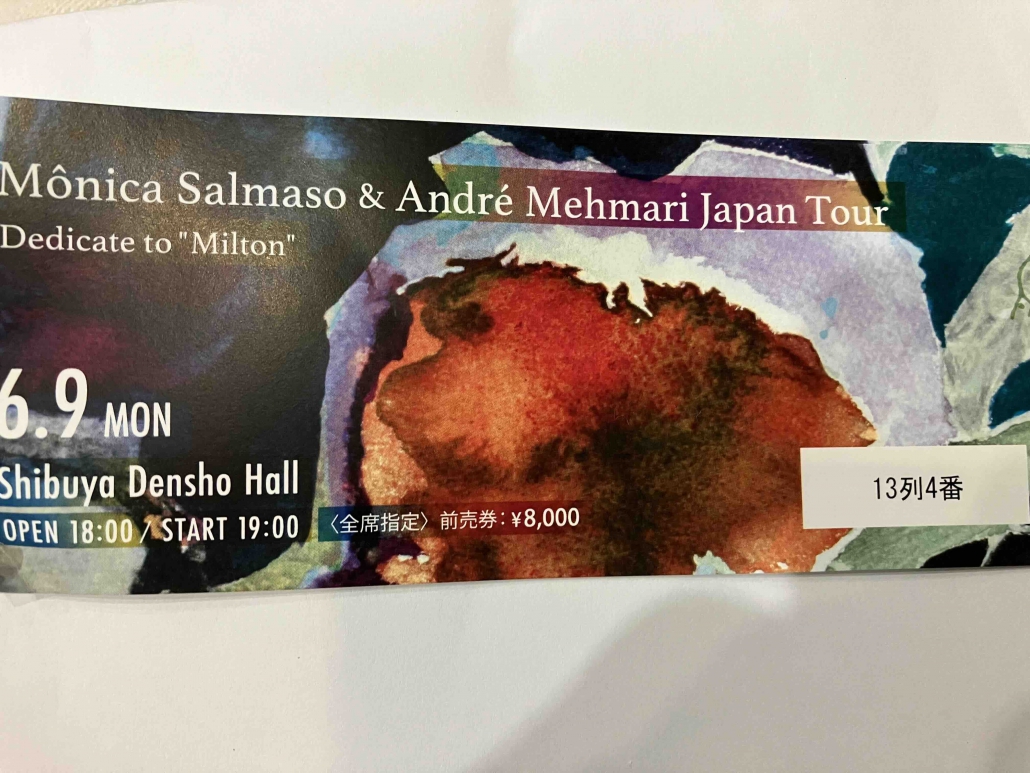 Mônica Salmaso & André Mehmari Japan Tour
Dedicate to "Milton"
6.9 MON
Shibuya Densho Hall
OPEN 18:00 / START 19:00
〈全席指定〉前売券：¥8,000
13列4番